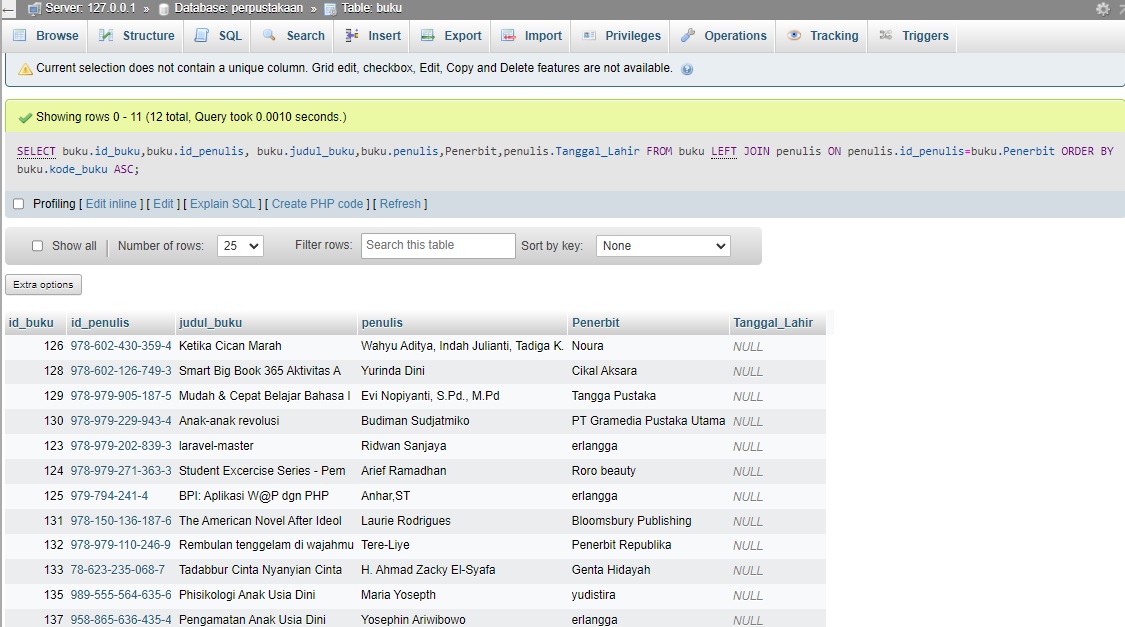 Server: 127.0.0.1 » Database: perpustakaan » Table: buku
Browse Structure SQL Search Insert Export Import Privileges Operations Tracking Triggers
Current selection does not contain a unique column. Grid edit, checkbox, Edit, Copy and Delete features are not available.
Showing rows 0 - 11 (12 total, Query took 0.0010 seconds.)
SELECT buku.id_buku,buku.id_penulis, buku.judul_buku,buku.penulis,Penerbit,penulis.Tanggal_Lahir FROM buku LEFT JOIN penulis ON penulis.id_penulis=buku.Penerbit ORDER BY
buku.kode_buku ASC;
Profiling [ Edit inline ] [ Edit ] [ Explain SQL ] [ Create PHP code ] [ Refresh ]
Show all Number of rows: 25 Filter rows: Search this table Sort by key: None
Extra options
id_buku id_penulis judul_buku penulis Penerbit Tanggal_Lahir
126 978-602-430-359-4 Ketika Cican Marah Wahyu Aditya, Indah Julianti, Tadiga K. Noura NULL
128 978-602-126-749-3 Smart Big Book 365 Aktivitas A Yurinda Dini Cikal Aksara NULL
129 978-979-905-187-5 Mudah & Cepat Belajar Bahasa I Evi Nopiyanti, S.Pd., M.Pd Tangga Pustaka NULL
130 978-979-229-943-4 Anak-anak revolusi Budiman Sudjatmiko PT Gramedia Pustaka Utama NULL
123 978-979-202-839-3 laravel-master Ridwan Sanjaya erlangga NULL
124 978-979-271-363-3 Student Excercise Series - Pem Arief Ramadhan Roro beauty NULL
125 979-794-241-4 BPI: Aplikasi W@P dgn PHP Anhar,ST erlangga NULL
131 978-150-136-187-6 The American Novel After Ideol Laurie Rodrigues Bloomsbury Publishing NULL
132 978-979-110-246-9 Rembulan tenggelam di wajahmu Tere-Liye Penerbit Republika NULL
133 78-623-235-068-7 Tadabbur Cinta Nyanyian Cinta H. Ahmad Zacky El-Syafa Genta Hidayah NULL
135 989-555-564-635-6 Phisikologi Anak Usia Dini Maria Yosepth yudistira NULL
137 958-865-636-435-4 Pengamatan Anak Usia Dini Yosephin Ariwibowo erlangga NULL